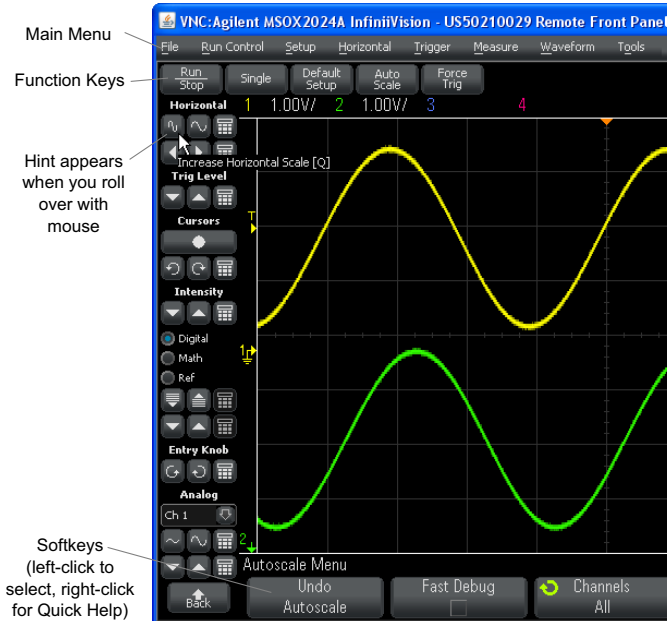 VNC:Agilent MSOX2024A InfiniiVision - US50210029 Remote Front Panel
Main Menu
File Run Control Setup Horizontal Trigger Measure Waveform Tools
Function Keys
Run Stop Single Default Setup Auto Scale Force Trig
Horizontal 1 1.00V/ 2 1.00V/ 3 4
Hint appears
when you roll
over with
mouse
Increase Horizontal Scale [Q]
Trig Level
T
Cursors
Intensity
Digital
1
Math
Ref
Entry Knob
Analog
Ch 1
2
Softkeys
(left-click to
select, right-click
for Quick Help)
Autoscale Menu
Back
Undo
Autoscale
Fast Debug
Channels
All